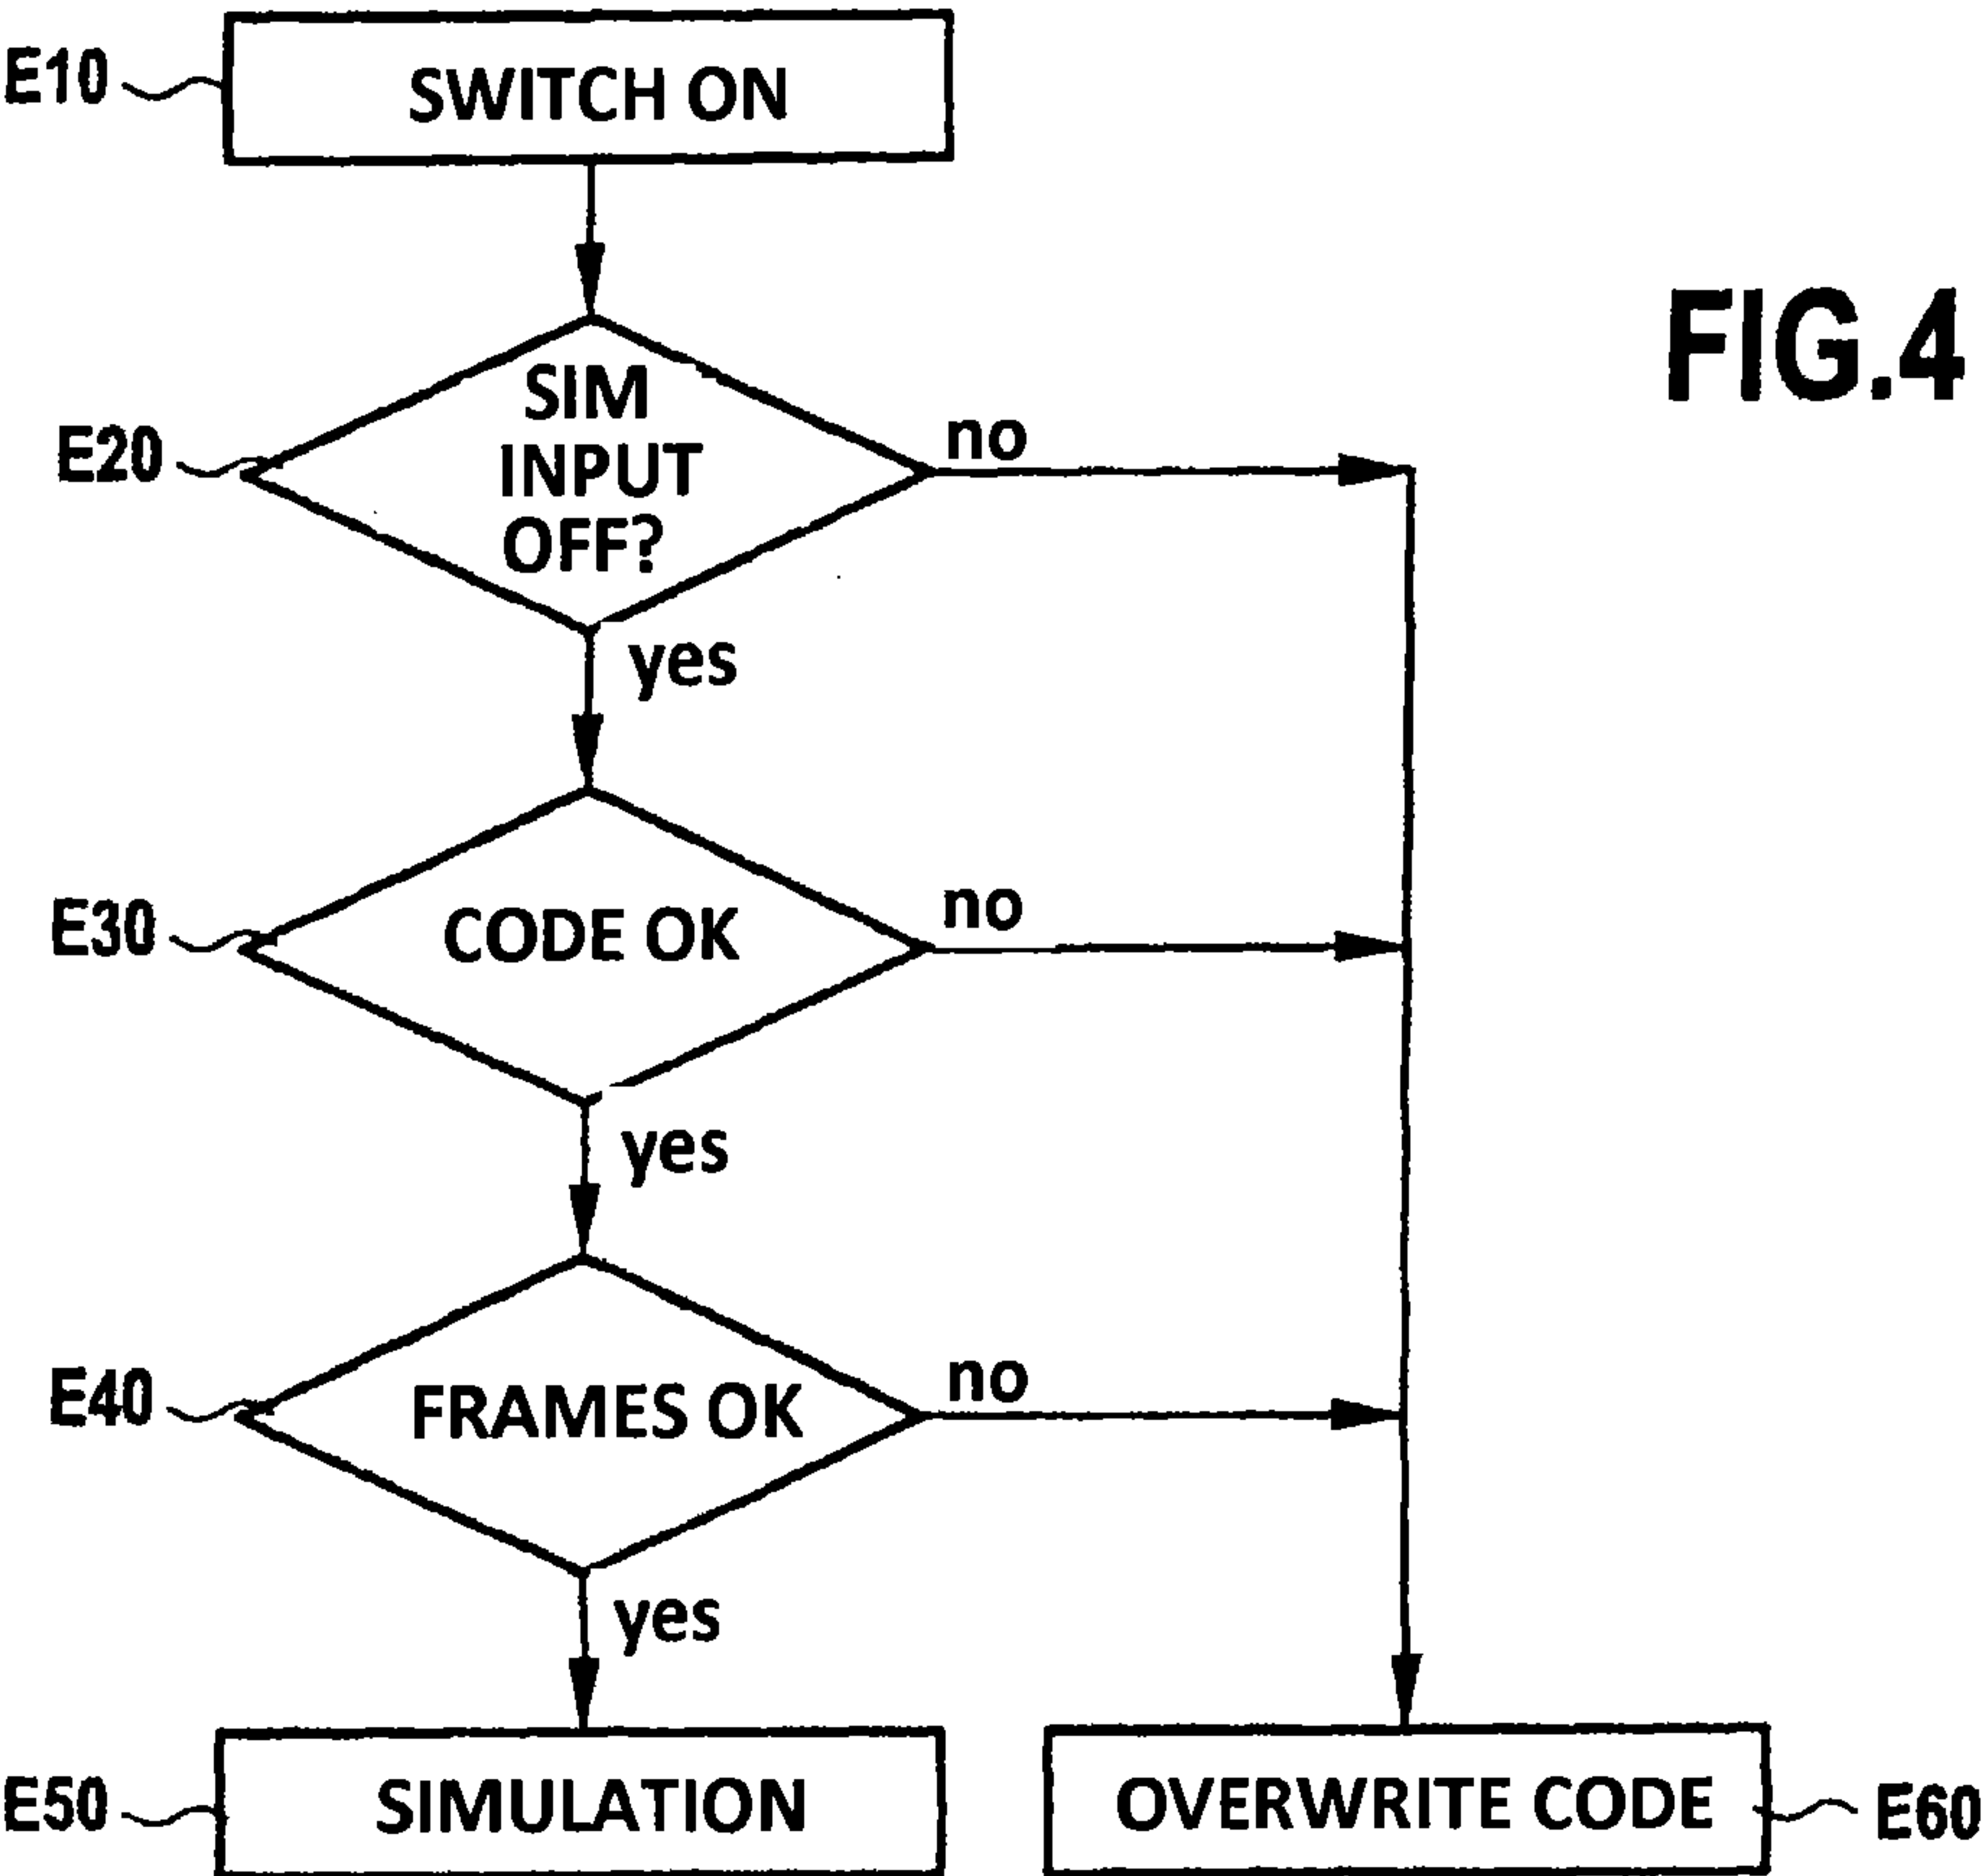 E10
SWITCH ON
FIG.4
SIM
INPUT
OFF?
E20
no
yes
E30
CODE OK
no
yes
E40
FRAMES OK
no
yes
E50
SIMULATION
OVERWRITE CODE
E60